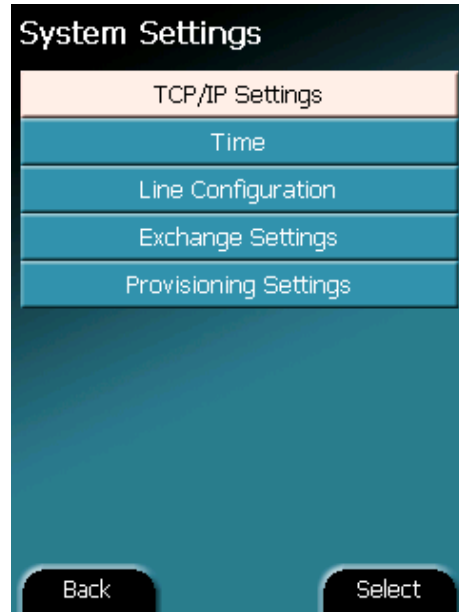 System Settings
TCP/IP Settings
Time
Line Configuration
Exchange Settings
Provisioning Settings
Back Select